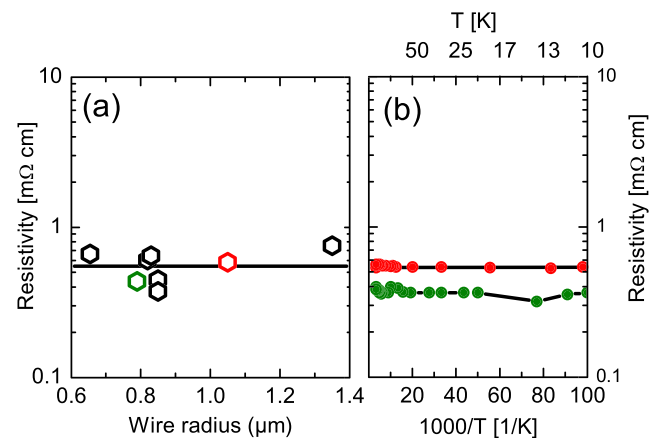 T [K]
50 25 17 13 10
10 10
(a) (b)
Resistivity [mΩ cm] Resistivity [mΩ cm]
1 1
0.1 0.1
0.6 0.8 1.0 1.2 1.4 20 40 60 80 100
Wire radius (µm) 1000/T [1/K]